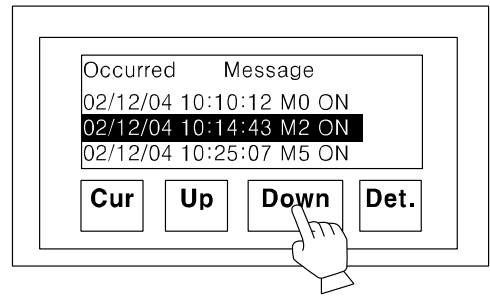 Occurred Message
02/12/04 10:10:12 M0 ON
02/12/04 10:14:43 M2 ON
02/12/04 10:25:07 M5 ON
Cur Up Down Det.